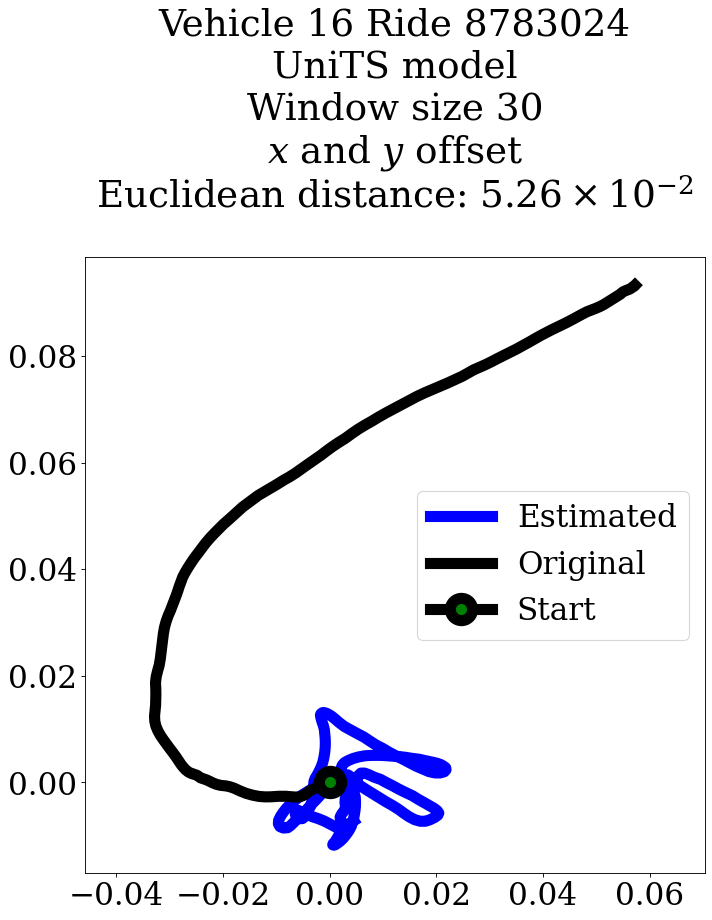 Vehicle 16 Ride 8783024
UniTS model
Window size 30
x and y offset
Euclidean distance: 5.26 × 10⁻²
0.08
0.06
0.04
0.02
0.00
Estimated
Original
Start
−0.04 −0.02 0.00 0.02 0.04 0.06